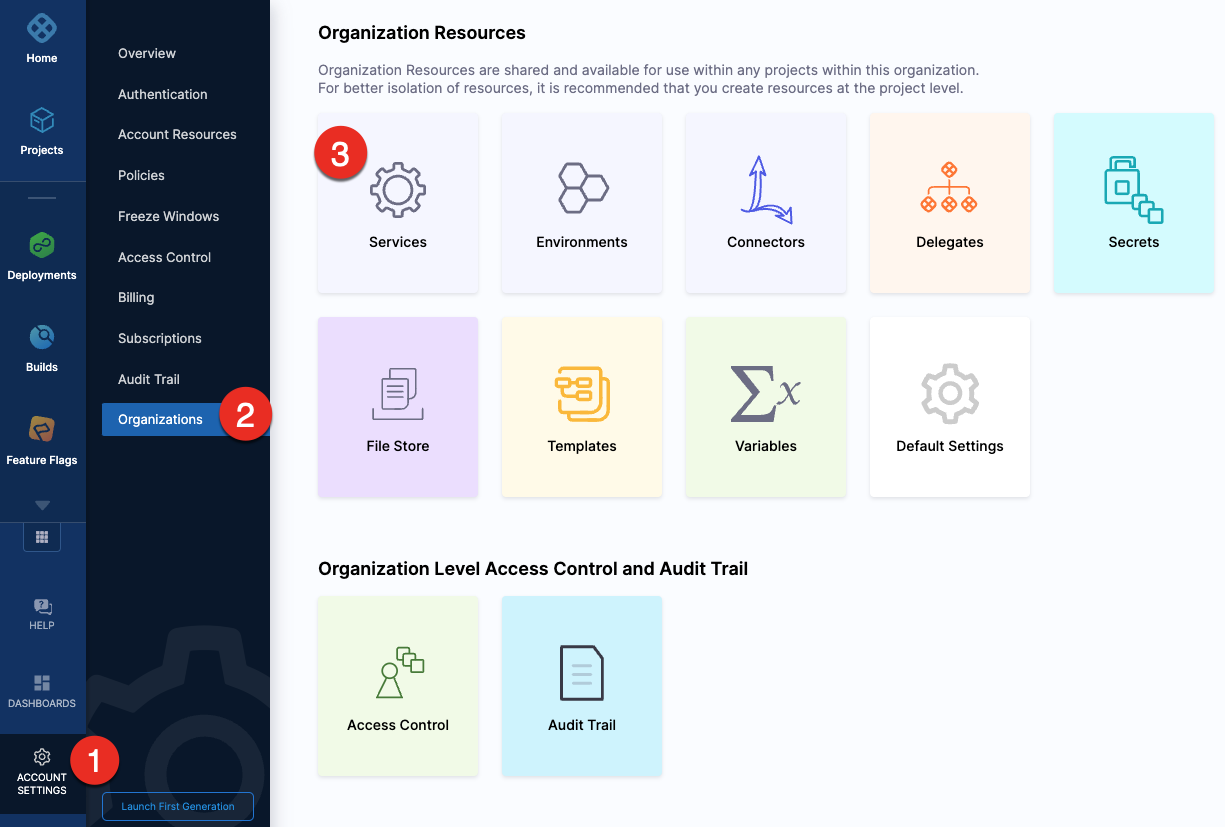 Home
Projects
Deployments
Builds
Feature Flags
HELP
DASHBOARDS
ACCOUNT
SETTINGS
1
Overview
Authentication
Account Resources
Policies
Freeze Windows
Access Control
Billing
Subscriptions
Audit Trail
Organizations
2
Launch First Generation
Organization Resources
Organization Resources are shared and available for use within any projects within this organization.
For better isolation of resources, it is recommended that you create resources at the project level.
3
Services
Environments
Connectors
Delegates
Secrets
File Store
Templates
Σx
Variables
Default Settings
Organization Level Access Control and Audit Trail
Access Control
Audit Trail